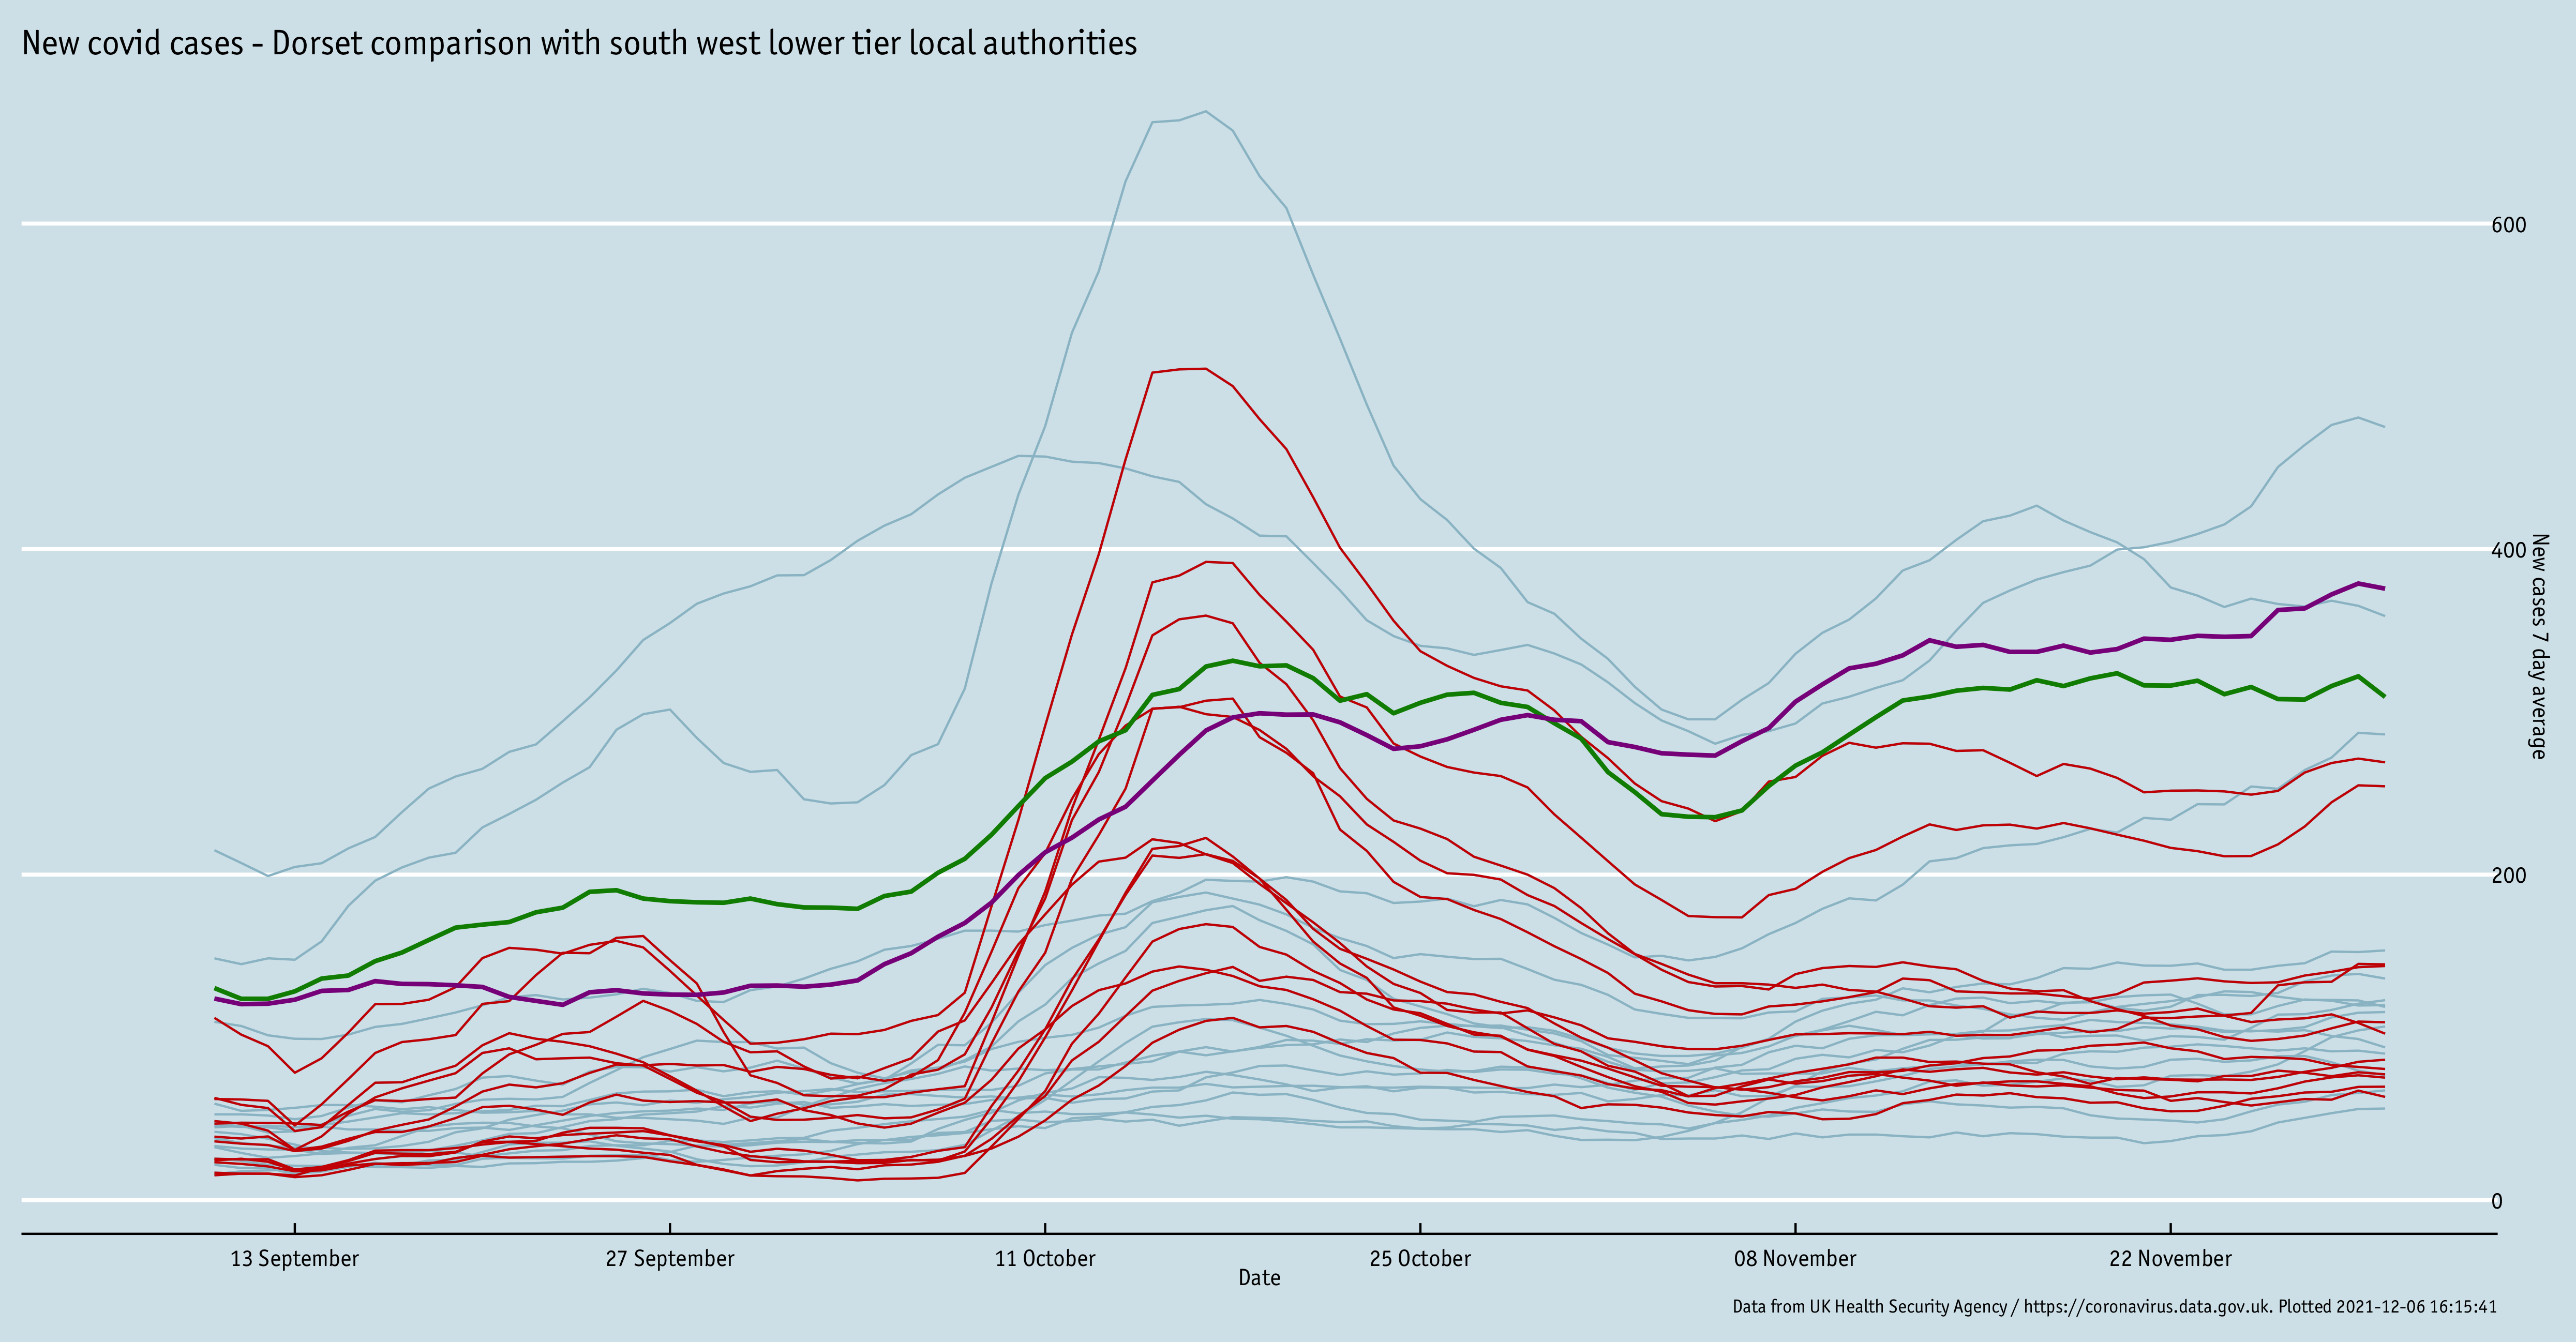 New covid cases - Dorset comparison with south west lower tier local authorities
600
400
200
0
New cases 7 day average
13 September
27 September
11 October
25 October
08 November
22 November
Date
Data from UK Health Security Agency / https://coronavirus.data.gov.uk. Plotted 2021-12-06 16:15:41